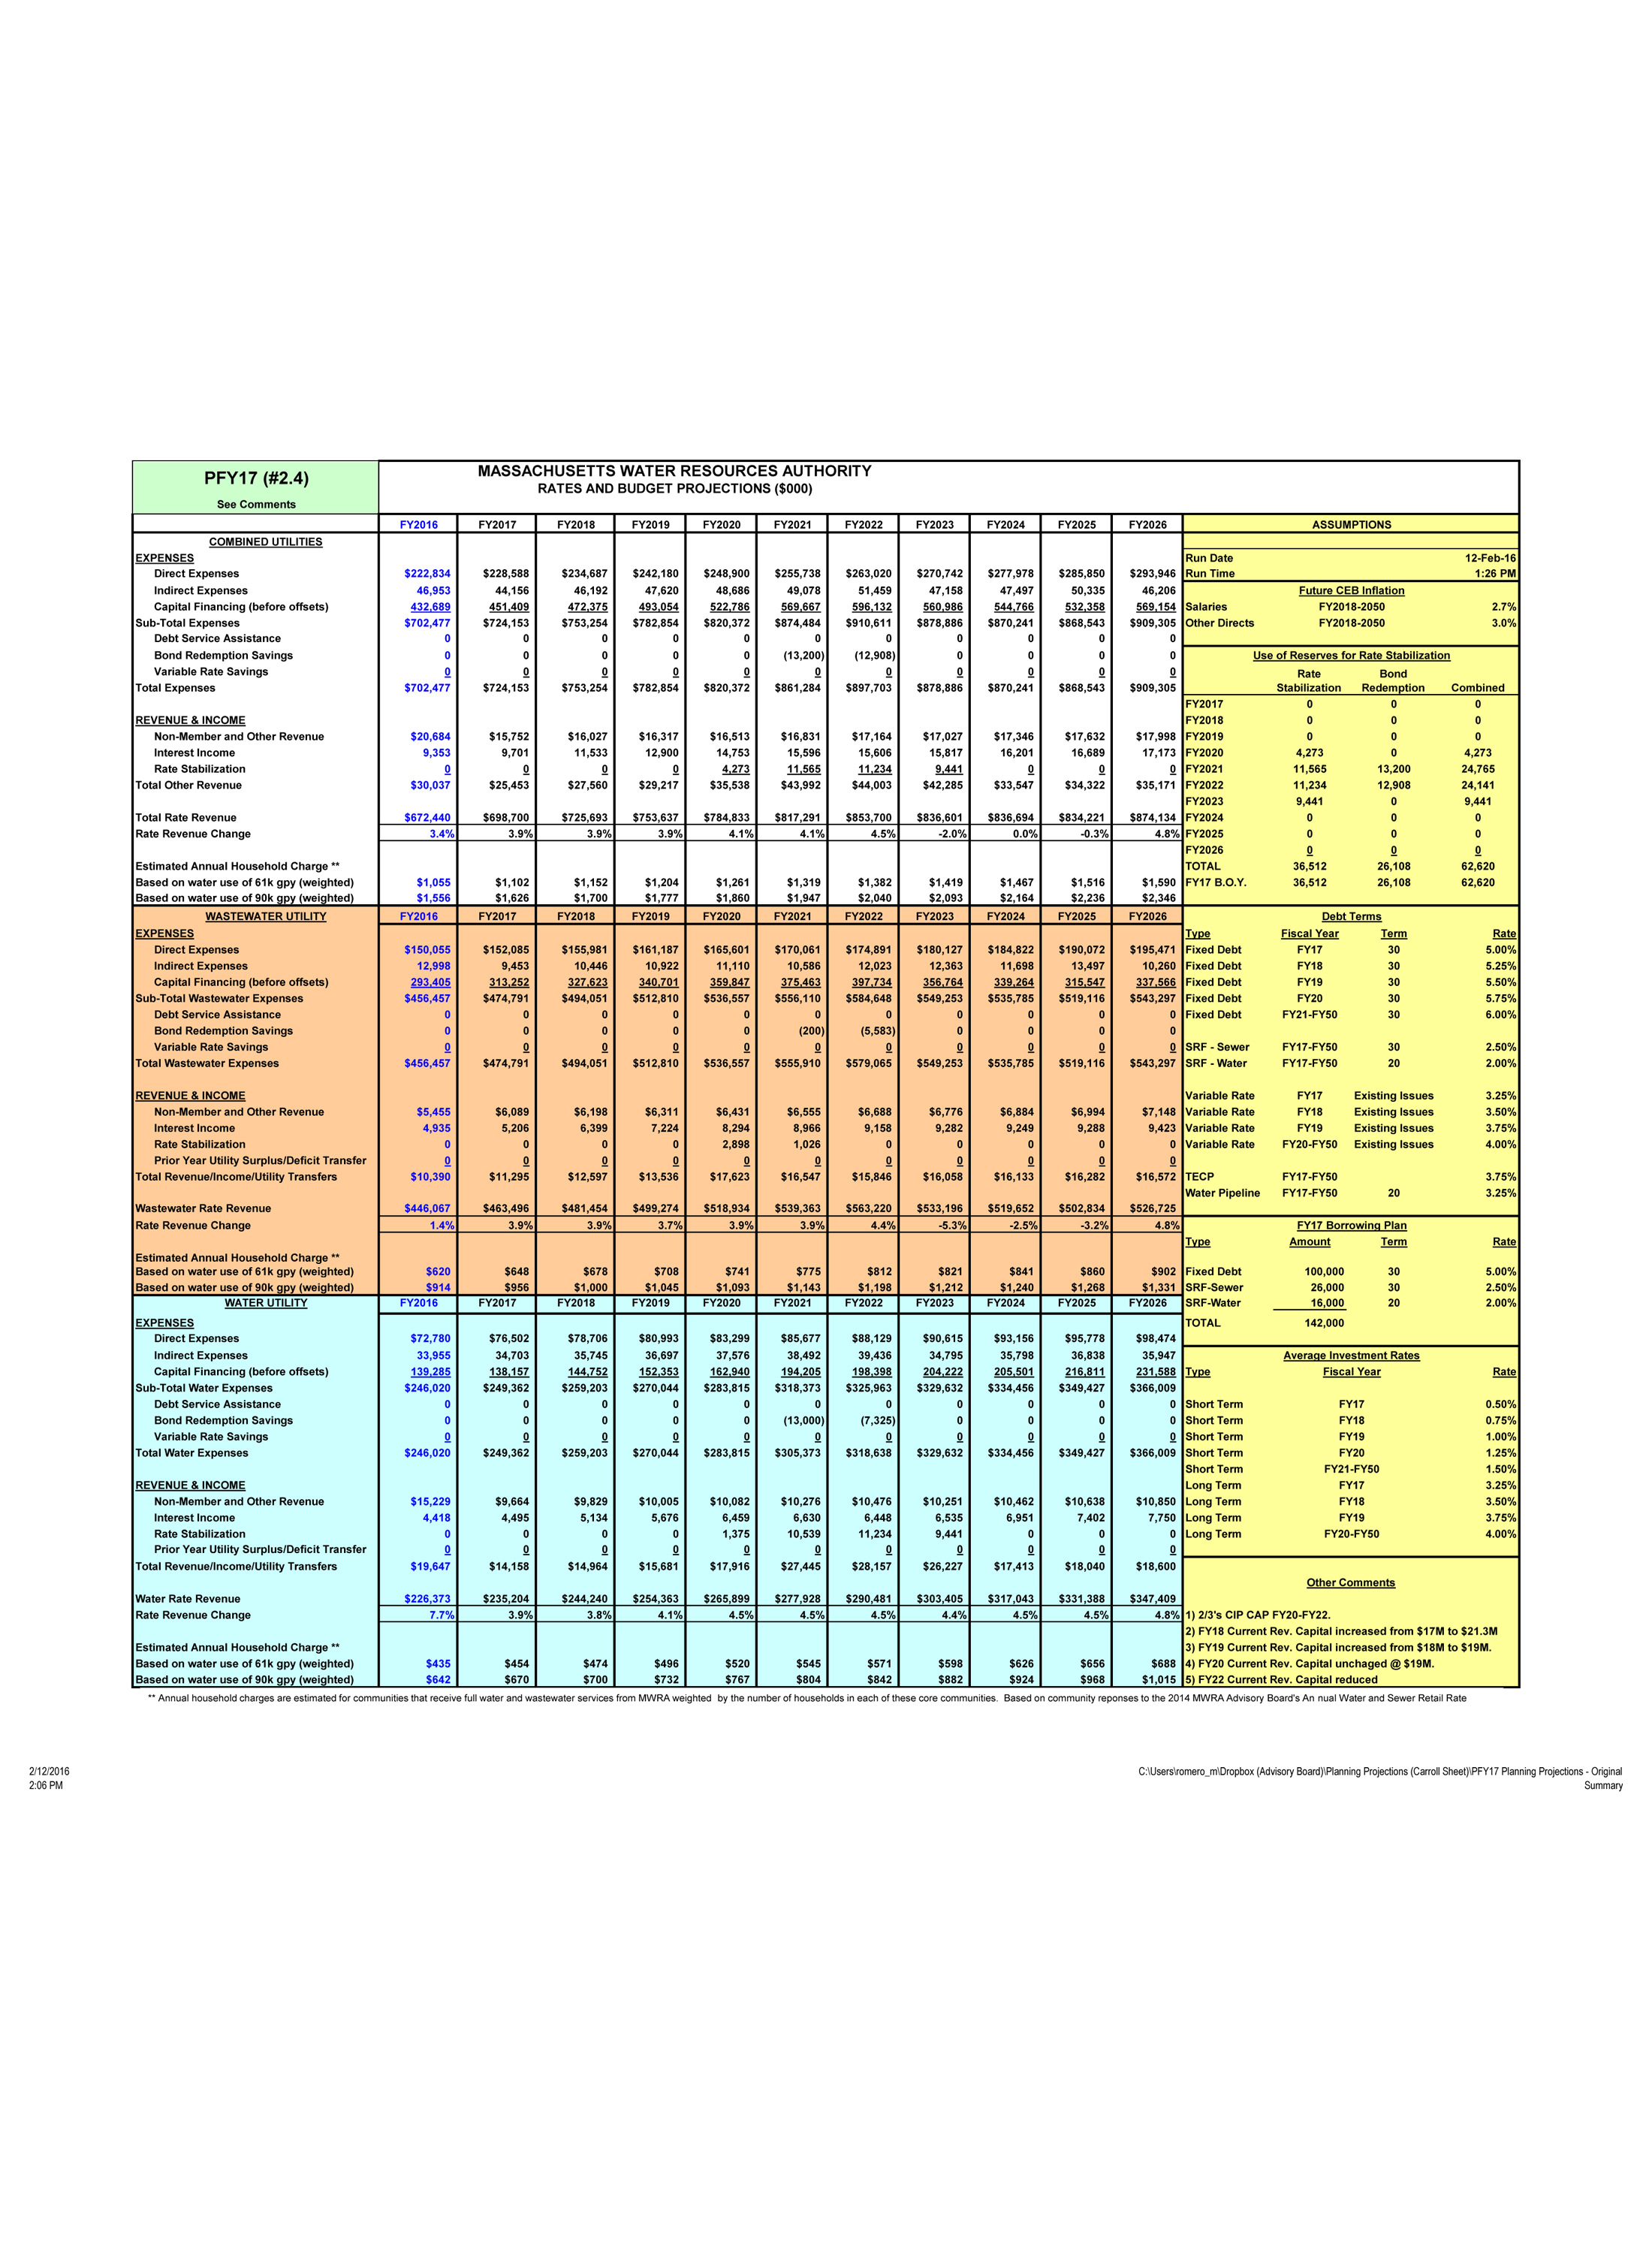 PFY17 (#2.4)
See Comments
MASSACHUSETTS WATER RESOURCES AUTHORITY
RATES AND BUDGET PROJECTIONS ($000)
FY2016 FY2017 FY2018 FY2019 FY2020 FY2021 FY2022 FY2023 FY2024 FY2025 FY2026 ASSUMPTIONS
COMBINED UTILITIES
EXPENSES Run Date 12-Feb-16
Direct Expenses $222,834 $228,588 $234,687 $242,180 $248,900 $255,738 $263,020 $270,742 $277,978 $285,850 $293,946 Run Time 1:26 PM
Indirect Expenses 46,953 44,156 46,192 47,620 48,686 49,078 51,459 47,158 47,497 50,335 46,206 Future CEB Inflation
Capital Financing (before offsets) 432,689 451,409 472,375 493,054 522,786 569,667 596,132 560,986 544,766 532,358 569,154 Salaries FY2018-2050 2.7%
Sub-Total Expenses $702,477 $724,153 $753,254 $782,854 $820,372 $874,484 $910,611 $878,886 $870,241 $868,543 $909,305 Other Directs FY2018-2050 3.0%
Debt Service Assistance 0 0 0 0 0 0 0 0 0 0 0
Bond Redemption Savings 0 0 0 0 0 (13,200) (12,908) 0 0 0 0 Use of Reserves for Rate Stabilization
Variable Rate Savings 0 0 0 0 0 0 0 0 0 0 0 Rate Bond
Total Expenses $702,477 $724,153 $753,254 $782,854 $820,372 $861,284 $897,703 $878,886 $870,241 $868,543 $909,305 Stabilization Redemption Combined
FY2017 0 0 0
REVENUE & INCOME FY2018 0 0 0
Non-Member and Other Revenue $20,684 $15,752 $16,027 $16,317 $16,513 $16,831 $17,164 $17,027 $17,346 $17,632 $17,998 FY2019 0 0 0
Interest Income 9,353 9,701 11,533 12,900 14,753 15,596 15,606 15,817 16,201 16,689 17,173 FY2020 4,273 0 4,273
Rate Stabilization 0 0 0 0 4,273 11,565 11,234 9,441 0 0 0 FY2021 11,565 13,200 24,765
Total Other Revenue $30,037 $25,453 $27,560 $29,217 $35,538 $43,992 $44,003 $42,285 $33,547 $34,322 $35,171 FY2022 11,234 12,908 24,141
FY2023 9,441 0 9,441
Total Rate Revenue $672,440 $698,700 $725,693 $753,637 $784,833 $817,291 $853,700 $836,601 $836,694 $834,221 $874,134 FY2024 0 0 0
Rate Revenue Change 3.4% 3.9% 3.9% 3.9% 4.1% 4.1% 4.5% -2.0% 0.0% -0.3% 4.8% FY2025 0 0 0
FY2026 0 0 0
Estimated Annual Household Charge ** TOTAL 36,512 26,108 62,620
Based on water use of 61k gpy (weighted) $1,055 $1,102 $1,152 $1,204 $1,261 $1,319 $1,382 $1,419 $1,467 $1,516 $1,590 FY17 B.O.Y. 36,512 26,108 62,620
Based on water use of 90k gpy (weighted) $1,556 $1,626 $1,700 $1,777 $1,860 $1,947 $2,040 $2,093 $2,164 $2,236 $2,346
WASTEWATER UTILITY FY2016 FY2017 FY2018 FY2019 FY2020 FY2021 FY2022 FY2023 FY2024 FY2025 FY2026 Debt Terms
EXPENSES Type Fiscal Year Term Rate
Direct Expenses $150,055 $152,085 $155,981 $161,187 $165,601 $170,061 $174,891 $180,127 $184,822 $190,072 $195,471 Fixed Debt FY17 30 5.00%
Indirect Expenses 12,998 9,453 10,446 10,922 11,110 10,586 12,023 12,363 11,698 13,497 10,260 Fixed Debt FY18 30 5.25%
Capital Financing (before offsets) 293,405 313,252 327,623 340,701 359,847 375,463 397,734 356,764 339,264 315,547 337,566 Fixed Debt FY19 30 5.50%
Sub-Total Wastewater Expenses $456,457 $474,791 $494,051 $512,810 $536,557 $556,110 $584,648 $549,253 $535,785 $519,116 $543,297 Fixed Debt FY20 30 5.75%
Debt Service Assistance 0 0 0 0 0 0 0 0 0 0 0 Fixed Debt FY21-FY50 30 6.00%
Bond Redemption Savings 0 0 0 0 0 (200) (5,583) 0 0 0 0
Variable Rate Savings 0 0 0 0 0 0 0 0 0 0 0 SRF - Sewer FY17-FY50 30 2.50%
Total Wastewater Expenses $456,457 $474,791 $494,051 $512,810 $536,557 $555,910 $579,065 $549,253 $535,785 $519,116 $543,297 SRF - Water FY17-FY50 20 2.00%
REVENUE & INCOME Variable Rate FY17 Existing Issues 3.25%
Non-Member and Other Revenue $5,455 $6,089 $6,198 $6,311 $6,431 $6,555 $6,688 $6,776 $6,884 $6,994 $7,148 Variable Rate FY18 Existing Issues 3.50%
Interest Income 4,935 5,206 6,399 7,224 8,294 8,966 9,158 9,282 9,249 9,288 9,423 Variable Rate FY19 Existing Issues 3.75%
Rate Stabilization 0 0 0 0 2,898 1,026 0 0 0 0 0 Variable Rate FY20-FY50 Existing Issues 4.00%
Prior Year Utility Surplus/Deficit Transfer 0 0 0 0 0 0 0 0 0 0 0
Total Revenue/Income/Utility Transfers $10,390 $11,295 $12,597 $13,536 $17,623 $16,547 $15,846 $16,058 $16,133 $16,282 $16,572 TECP FY17-FY50 3.75%
Water Pipeline FY17-FY50 20 3.25%
Wastewater Rate Revenue $446,067 $463,496 $481,454 $499,274 $518,934 $539,363 $563,220 $533,196 $519,652 $502,834 $526,725
Rate Revenue Change 1.4% 3.9% 3.9% 3.7% 3.9% 3.9% 4.4% -5.3% -2.5% -3.2% 4.8% FY17 Borrowing Plan
Type Amount Term Rate
Estimated Annual Household Charge **
Based on water use of 61k gpy (weighted) $620 $648 $678 $708 $741 $775 $812 $821 $841 $860 $902 Fixed Debt 100,000 30 5.00%
Based on water use of 90k gpy (weighted) $914 $956 $1,000 $1,045 $1,093 $1,143 $1,198 $1,212 $1,240 $1,268 $1,331 SRF-Sewer 26,000 30 2.50%
WATER UTILITY FY2016 FY2017 FY2018 FY2019 FY2020 FY2021 FY2022 FY2023 FY2024 FY2025 FY2026 SRF-Water 16,000 20 2.00%
EXPENSES TOTAL 142,000
Direct Expenses $72,780 $76,502 $78,706 $80,993 $83,299 $85,677 $88,129 $90,615 $93,156 $95,778 $98,474
Indirect Expenses 33,955 34,703 35,745 36,697 37,576 38,492 39,436 34,795 35,798 36,838 35,947 Average Investment Rates
Capital Financing (before offsets) 139,285 138,157 144,752 152,353 162,940 194,205 198,398 204,222 205,501 216,811 231,588 Type Fiscal Year Rate
Sub-Total Water Expenses $246,020 $249,362 $259,203 $270,044 $283,815 $318,373 $325,963 $329,632 $334,456 $349,427 $366,009
Debt Service Assistance 0 0 0 0 0 0 0 0 0 0 0 Short Term FY17 0.50%
Bond Redemption Savings 0 0 0 0 0 (13,000) (7,325) 0 0 0 0 Short Term FY18 0.75%
Variable Rate Savings 0 0 0 0 0 0 0 0 0 0 0 Short Term FY19 1.00%
Total Water Expenses $246,020 $249,362 $259,203 $270,044 $283,815 $305,373 $318,638 $329,632 $334,456 $349,427 $366,009 Short Term FY20 1.25%
Short Term FY21-FY50 1.50%
REVENUE & INCOME Long Term FY17 3.25%
Non-Member and Other Revenue $15,229 $9,664 $9,829 $10,005 $10,082 $10,276 $10,476 $10,251 $10,462 $10,638 $10,850 Long Term FY18 3.50%
Interest Income 4,418 4,495 5,134 5,676 6,459 6,630 6,448 6,535 6,951 7,402 7,750 Long Term FY19 3.75%
Rate Stabilization 0 0 0 0 1,375 10,539 11,234 9,441 0 0 0 Long Term FY20-FY50 4.00%
Prior Year Utility Surplus/Deficit Transfer 0 0 0 0 0 0 0 0 0 0 0
Total Revenue/Income/Utility Transfers $19,647 $14,158 $14,964 $15,681 $17,916 $27,445 $28,157 $26,227 $17,413 $18,040 $18,600
Other Comments
Water Rate Revenue $226,373 $235,204 $244,240 $254,363 $265,899 $277,928 $290,481 $303,405 $317,043 $331,388 $347,409
Rate Revenue Change 7.7% 3.9% 3.8% 4.1% 4.5% 4.5% 4.5% 4.4% 4.5% 4.5% 4.8% 1) 2/3's CIP CAP FY20-FY22.
2) FY18 Current Rev. Capital increased from $17M to $21.3M
Estimated Annual Household Charge ** 3) FY19 Current Rev. Capital increased from $18M to $19M.
Based on water use of 61k gpy (weighted) $435 $454 $474 $496 $520 $545 $571 $598 $626 $656 $688 4) FY20 Current Rev. Capital unchaged @ $19M.
Based on water use of 90k gpy (weighted) $642 $670 $700 $732 $767 $804 $842 $882 $924 $968 $1,015 5) FY22 Current Rev. Capital reduced
** Annual household charges are estimated for communities that receive full water and wastewater services from MWRA weighted by the number of households in each of these core communities. Based on community reponses to the 2014 MWRA Advisory Board's An nual Water and Sewer Retail Rate
2/12/2016 C:\Users\romero_m\Dropbox (Advisory Board)\Planning Projections (Carroll Sheet)\PFY17 Planning Projections - Original
2:06 PM Summary